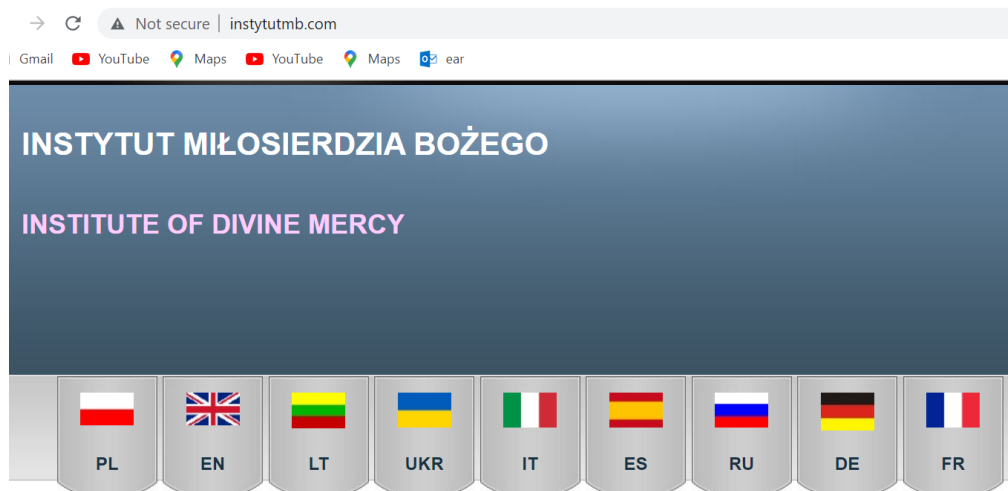 Not secure | instytutmb.com
Gmail YouTube Maps YouTube Maps ear
INSTYTUT MIŁOSIERDZIA BOŻEGO
INSTITUTE OF DIVINE MERCY
PL EN LT UKR IT ES RU DE FR